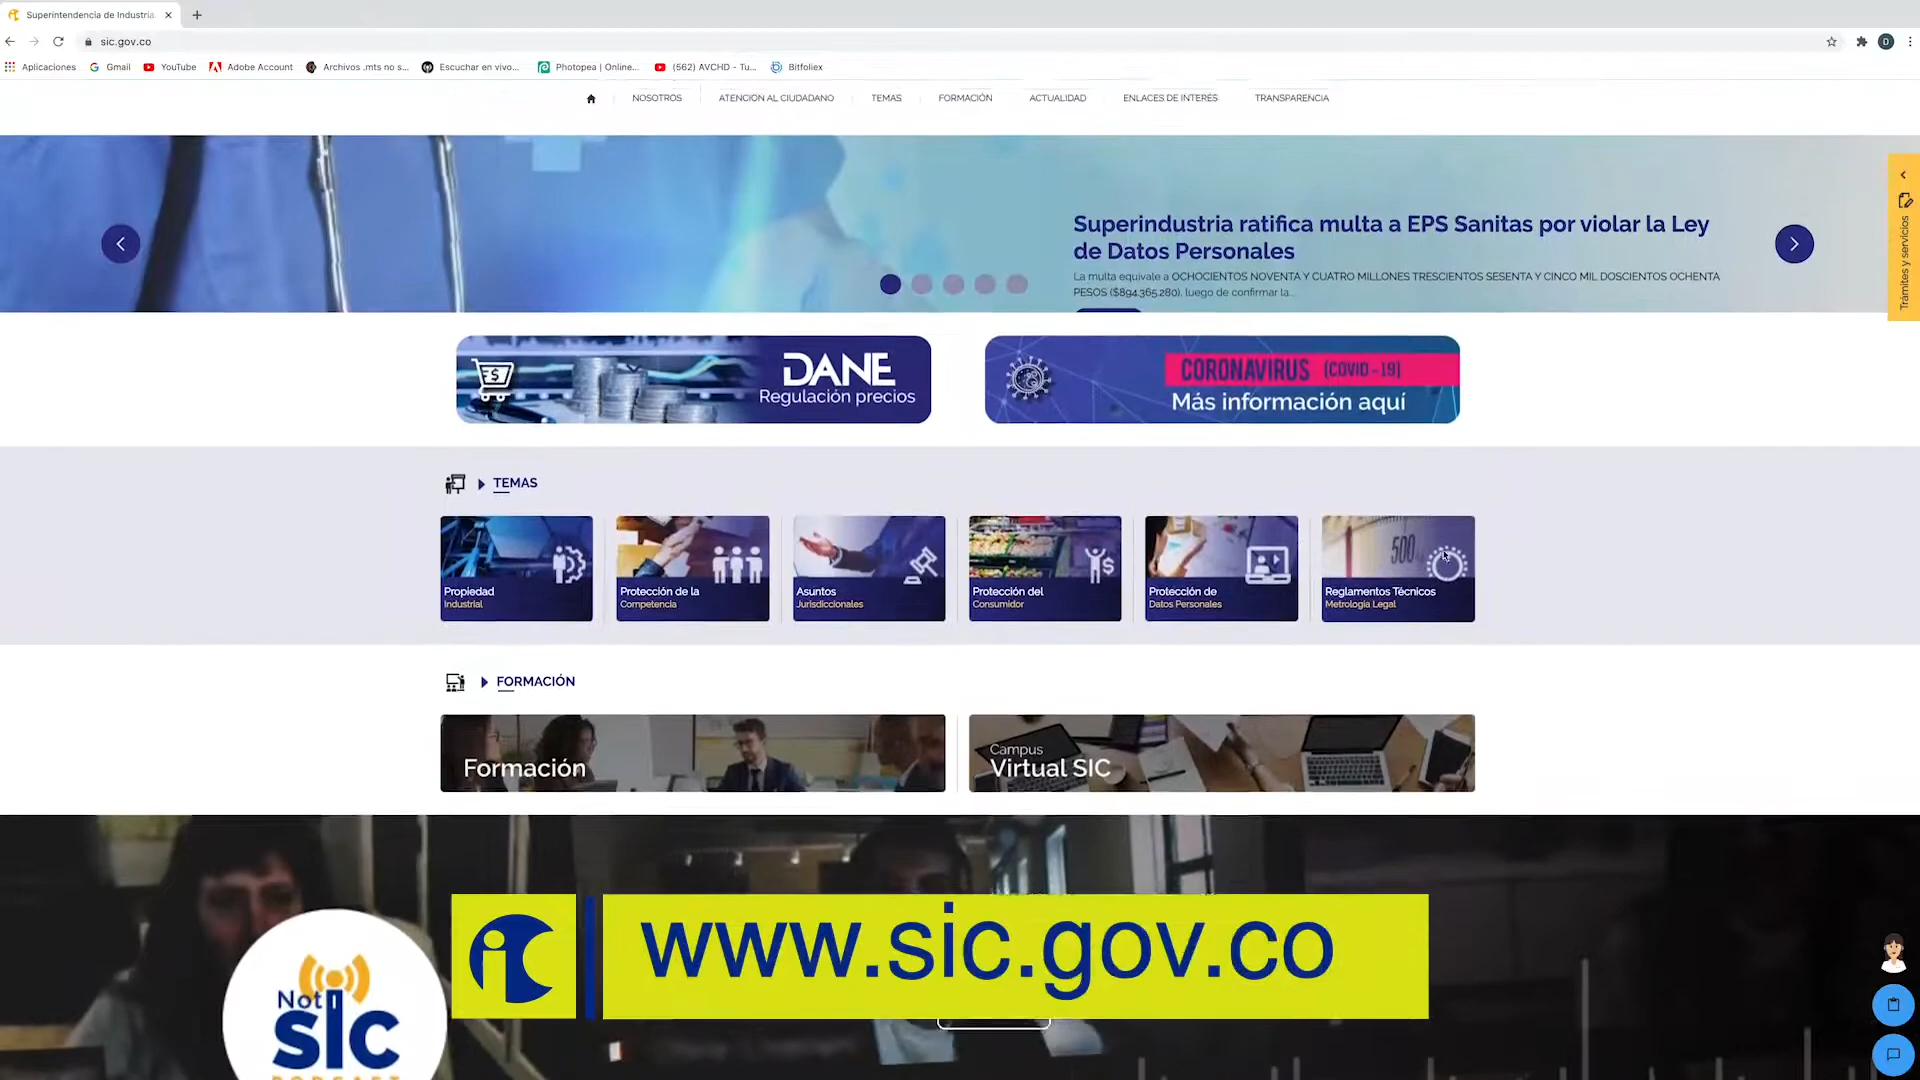 Superintendencia de Industria
sic.gov.co
Aplicaciones
Gmail
YouTube
Adobe Account
Archivos .mts no s...
Escuchar en vivo...
Photopea | Online...
(562) AVCHD - Tu...
Bitfoliex
NOSOTROS
ATENCION AL CIUDADANO
TEMAS
FORMACIÓN
ACTUALIDAD
ENLACES DE INTERÉS
TRANSPARENCIA
Superindustria ratifica multa a EPS Sanitas por violar la Ley
de Datos Personales
La multa equivale a OCHOCIENTOS NOVENTA Y CUATRO MILLONES TRESCIENTOS SESENTA Y CINCO MIL DOSCIENTOS OCHENTA
PESOS ($894.365.280), luego de confirmar la...
Trámites y servicios
DANE
Regulación precios
CORONAVIRUS (COVID-19)
Más información aquí
TEMAS
Propiedad
Industrial
Protección de la
Competencia
Asuntos
Jurisdiccionales
Protección del
Consumidor
Protección de
Datos Personales
500
Reglamentos Técnicos
Metrología Legal
FORMACIÓN
Formación
Campus
Virtual SIC
www.sic.gov.co
Not
sic
PODCAST
D